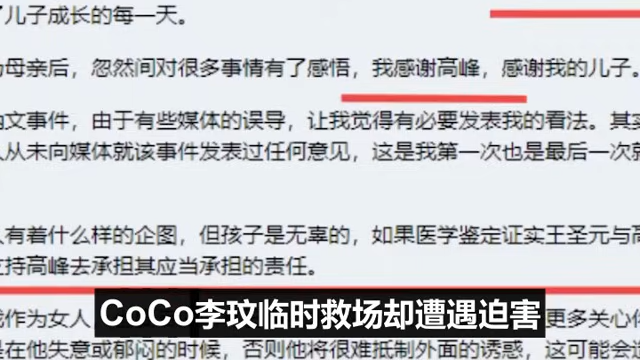 了儿子成长的每一天。
为母亲后，忽然间对很多事情有了感悟，我感谢高峰，感谢我的儿子。
文事件，由于有些媒体的误导，让我觉得有必要发表我的看法。其实
人从未向媒体就该事件发表过任何意见，这是我第一次也是最后一次就
人有着什么样的企图，但孩子是无辜的，如果医学鉴定证实王圣元与高
支持高峰去承担其应当承担的责任。
CoCo李玟临时救场却遭遇迫害
作为女人
更多关心
是在他失意或郁闷的时候，否则他将很难抵制外面的诱惑，这可能会